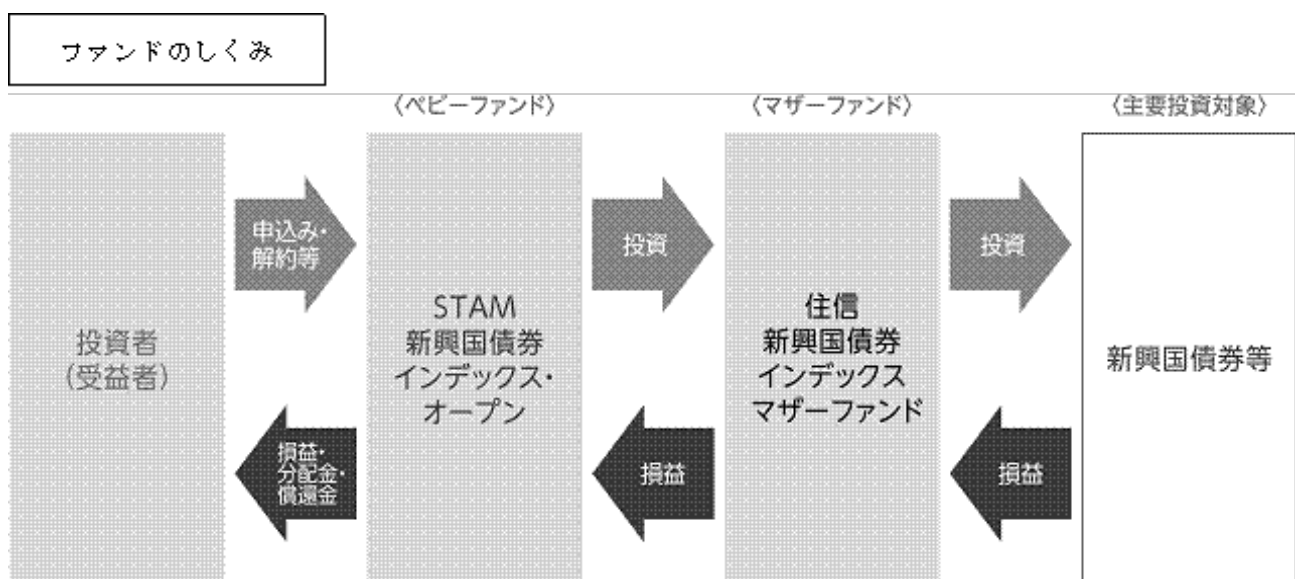 ファンドのしくみ
〈ベビーファンド〉
〈マザーファンド〉
〈主要投資対象〉
投資者
(受益者)
申込み・
解約等
損益・
分配金・
償還金
STAM
新興国債券
インデックス・
オープン
投資
損益
住信
新興国債券
インデックス
マザーファンド
投資
損益
新興国債券等